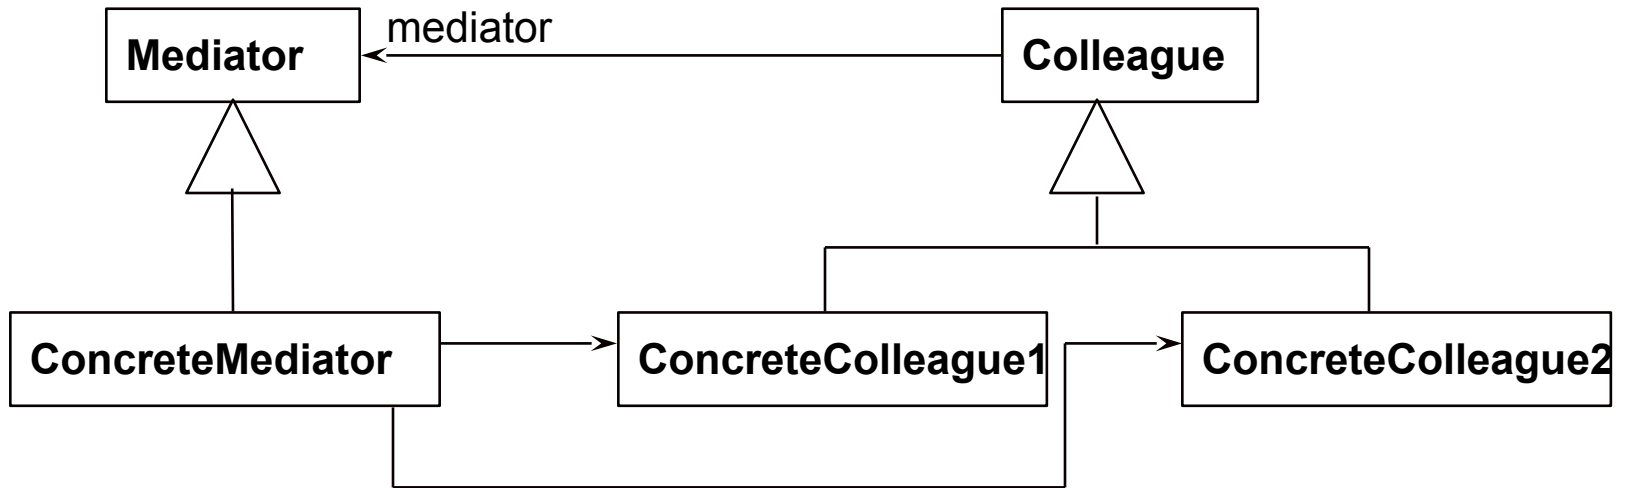 mediator
Mediator
Colleague
ConcreteMediator
ConcreteColleague1
ConcreteColleague2